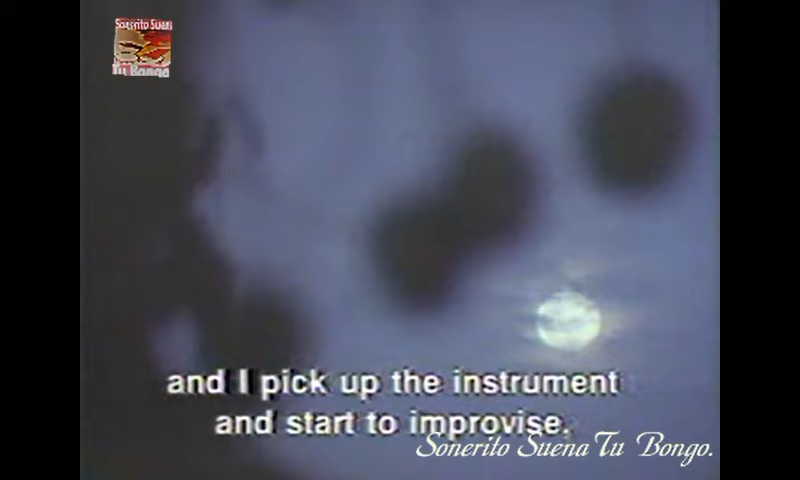 Sonerito Suena
Tu Bongo
and I pick up the instrument
and start to improvise.
Sonerito Suena Tu Bongo.